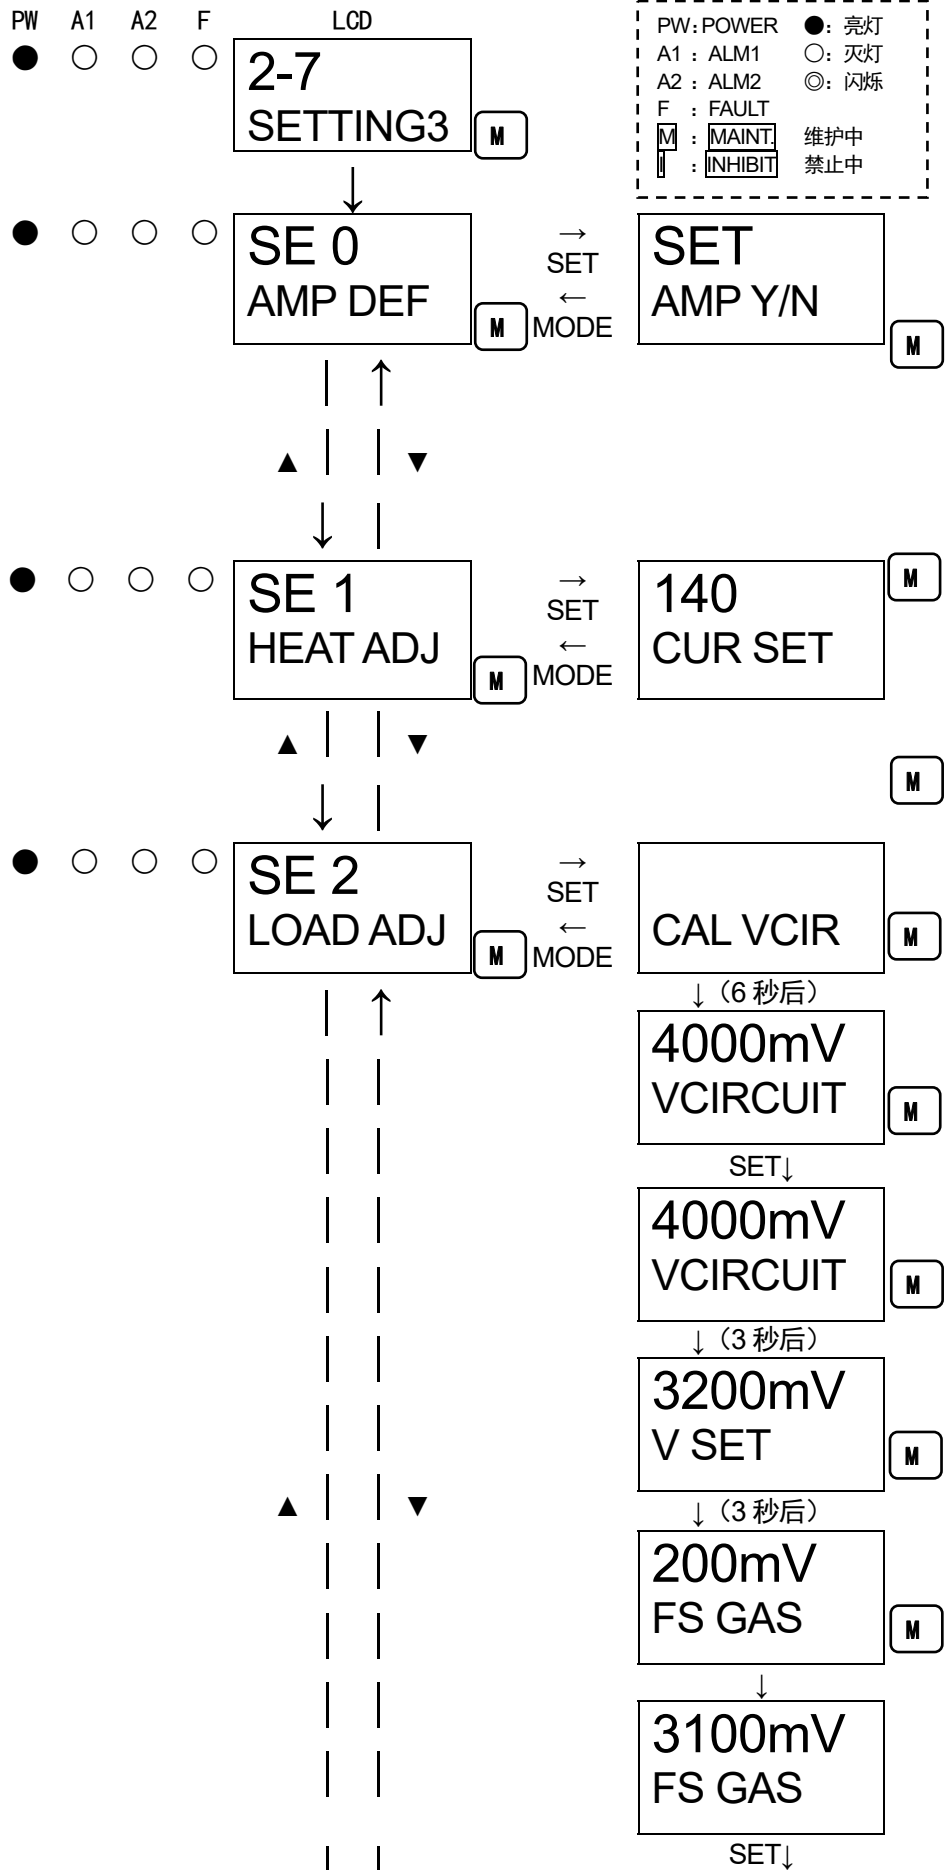 PW A1 A2 F LCD
PW:POWER ●: 亮灯
A1 : ALM1 ○: 灭灯
A2 : ALM2 ◎: 闪烁
F : FAULT
M : MAINT. 维护中
I : INHIBIT 禁止中
● ○ ○ ○
2-7
SETTING3
M
↓
● ○ ○ ○
SE 0
AMP DEF
M
→
SET
←
MODE
SET
AMP Y/N
M
▲ ▼
● ○ ○ ○
SE 1
HEAT ADJ
M
→
SET
←
MODE
140
CUR SET
M
▲ ▼
M
● ○ ○ ○
SE 2
LOAD ADJ
M
→
SET
←
MODE
CAL VCIR
M
↓（6 秒后）
4000mV
VCIRCUIT
M
SET↓
4000mV
VCIRCUIT
M
↓（3 秒后）
3200mV
V SET
M
▲ ▼
↓（3 秒后）
200mV
FS GAS
M
↓
3100mV
FS GAS
SET↓